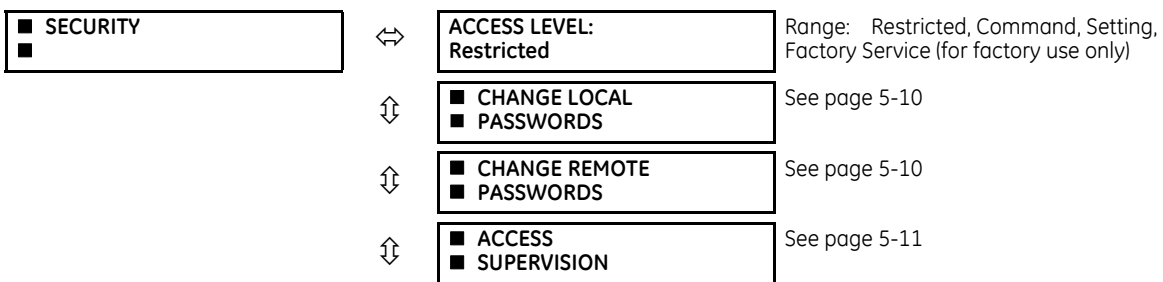 ■ SECURITY
■
ACCESS LEVEL:
Restricted
Range: Restricted, Command, Setting,
Factory Service (for factory use only)
■ CHANGE LOCAL
■ PASSWORDS
See page 5-10
■ CHANGE REMOTE
■ PASSWORDS
See page 5-10
■ ACCESS
■ SUPERVISION
See page 5-11